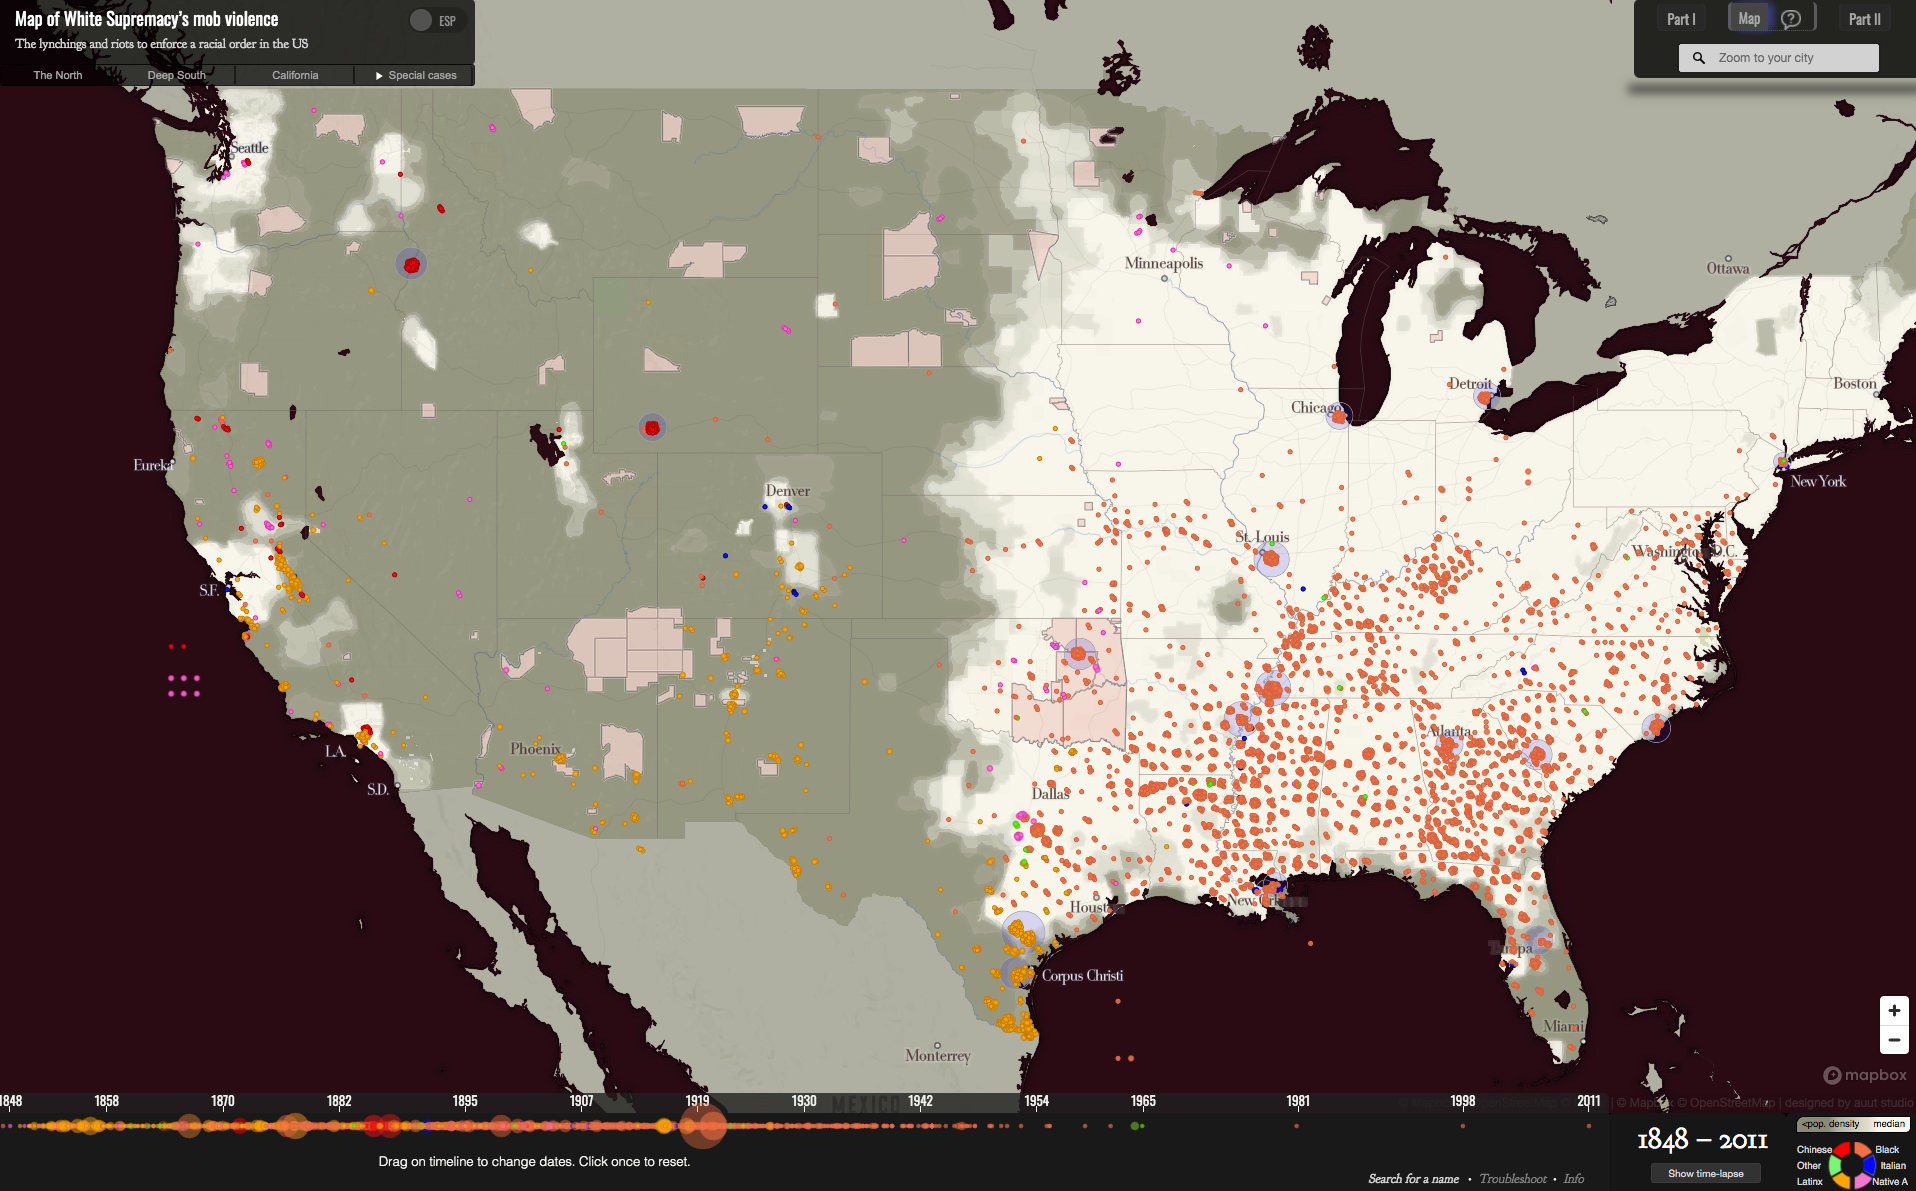 Map of White Supremacy's mob violence
ESP
The lynchings and riots to enforce a racial order in the US
The North
Deep South
California
Special cases
Part I
Map
?
Part II
Zoom to your city
Seattle
Minneapolis
Ottawa
Boston
Detroit
Chicago
Eureka
New York
Denver
St. Louis
Washington D.C.
S.F.
Atlanta
L.A.
Phoenix
S.D.
Dallas
Houst
New Orl
Tampa
Corpus Christi
Miami
Monterrey
MEXICO
+
−
mapbox
© Mapbox © OpenStreetMap | designed by auut studio
1848
1858
1870
1882
1895
1907
1919
1930
1942
1954
1965
1981
1998
2011
Drag on timeline to change dates. Click once to reset.
1848 – 2011
Show time-lapse
Search for a name • Troubleshoot • Info
<pop. density median
Chinese
Black
Other
Italian
Latinx
Native A